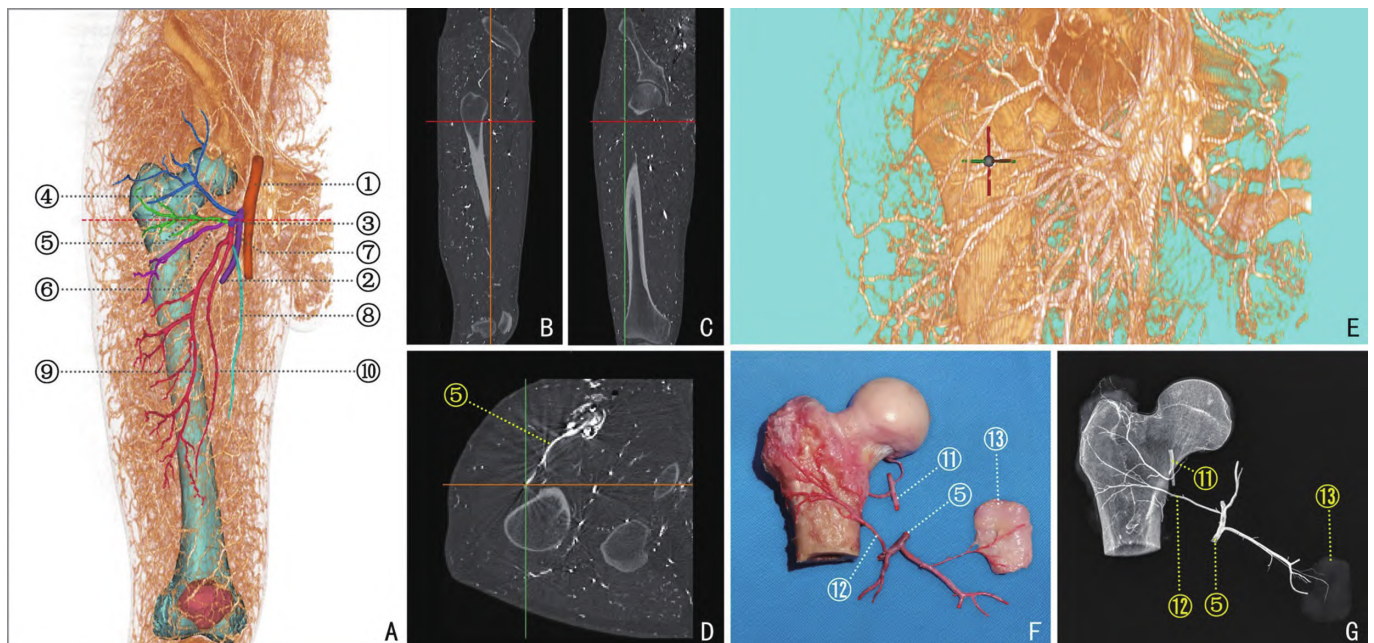 ①
④
③
⑤
⑦
②
⑥
⑧
⑨
⑩
A
B
C
⑤
D
E
⑬
⑪
⑤
⑫
F
⑬
⑪
⑫
⑤
G